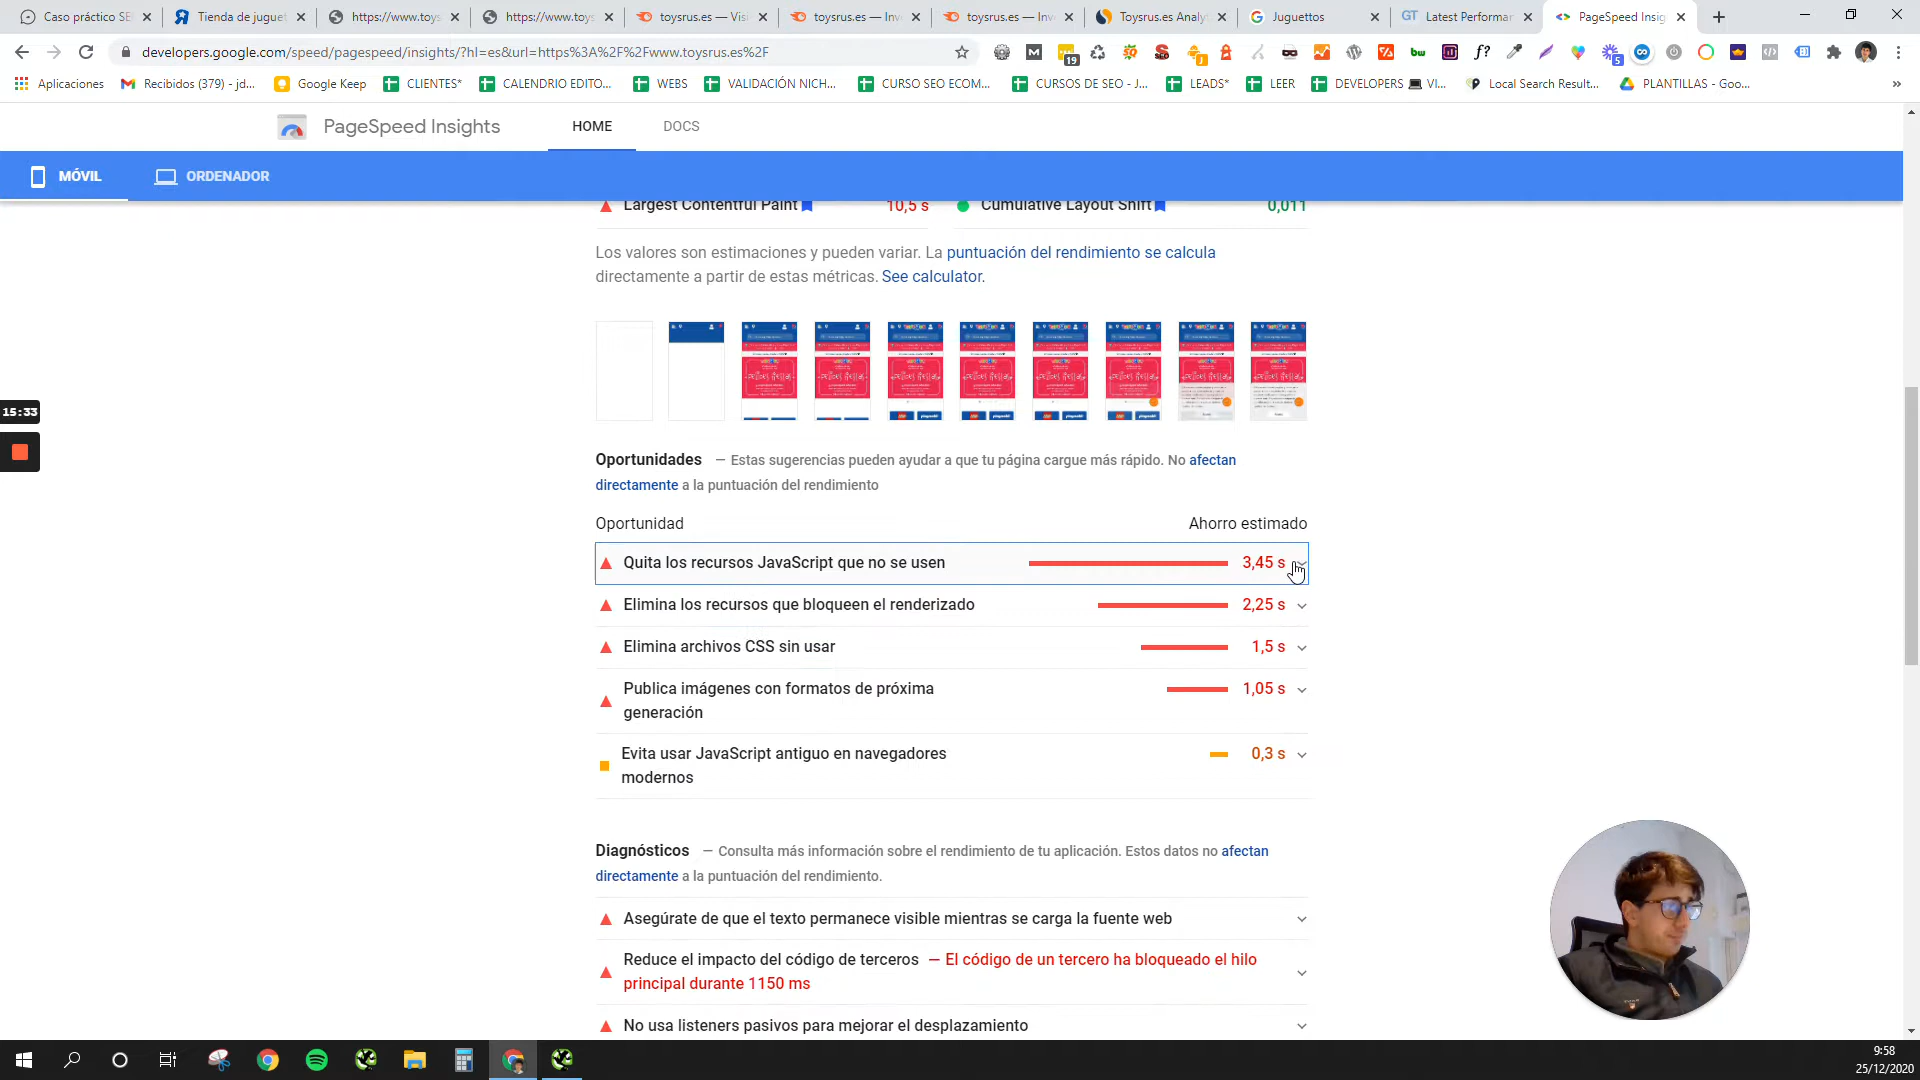 Caso práctico SE
Tienda de juguet
https://www.toys
https://www.toys
toysrus.es — Visi
toysrus.es — Inv
toysrus.es — Inv
Toysrus.es Analyt
Juguettos
Latest Performan
PageSpeed Insig
developers.google.com/speed/pagespeed/insights/?hl=es&url=https%3A%2F%2Fwww.toysrus.es%2F
Aplicaciones
Recibidos (379) - jd...
Google Keep
CLIENTES*
CALENDARIO EDITO...
WEBS
VALIDACIÓN NICH...
CURSO SEO ECOM...
CURSOS DE SEO - J...
LEADS*
LEER
DEVELOPERS 💻 VI...
Local Search Result...
PLANTILLAS - Goo...
»
PageSpeed Insights
HOME
DOCS
MÓVIL
ORDENADOR
Largest Contentful Paint 10,5 s
Cumulative Layout Shift 0,011
Los valores son estimaciones y pueden variar. La puntuación del rendimiento se calcula
directamente a partir de estas métricas. See calculator.
15:33
Oportunidades — Estas sugerencias pueden ayudar a que tu página cargue más rápido. No afectan
directamente a la puntuación del rendimiento
Oportunidad Ahorro estimado
Quita los recursos JavaScript que no se usen 3,45 s
Elimina los recursos que bloqueen el renderizado 2,25 s
Elimina archivos CSS sin usar 1,5 s
Publica imágenes con formatos de próxima 1,05 s
generación
Evita usar JavaScript antiguo en navegadores 0,3 s
modernos
Diagnósticos — Consulta más información sobre el rendimiento de tu aplicación. Estos datos no afectan
directamente a la puntuación del rendimiento.
Asegúrate de que el texto permanece visible mientras se carga la fuente web
Reduce el impacto del código de terceros — El código de un tercero ha bloqueado el hilo
principal durante 1150 ms
No usa listeners pasivos para mejorar el desplazamiento
9:58
25/12/2020